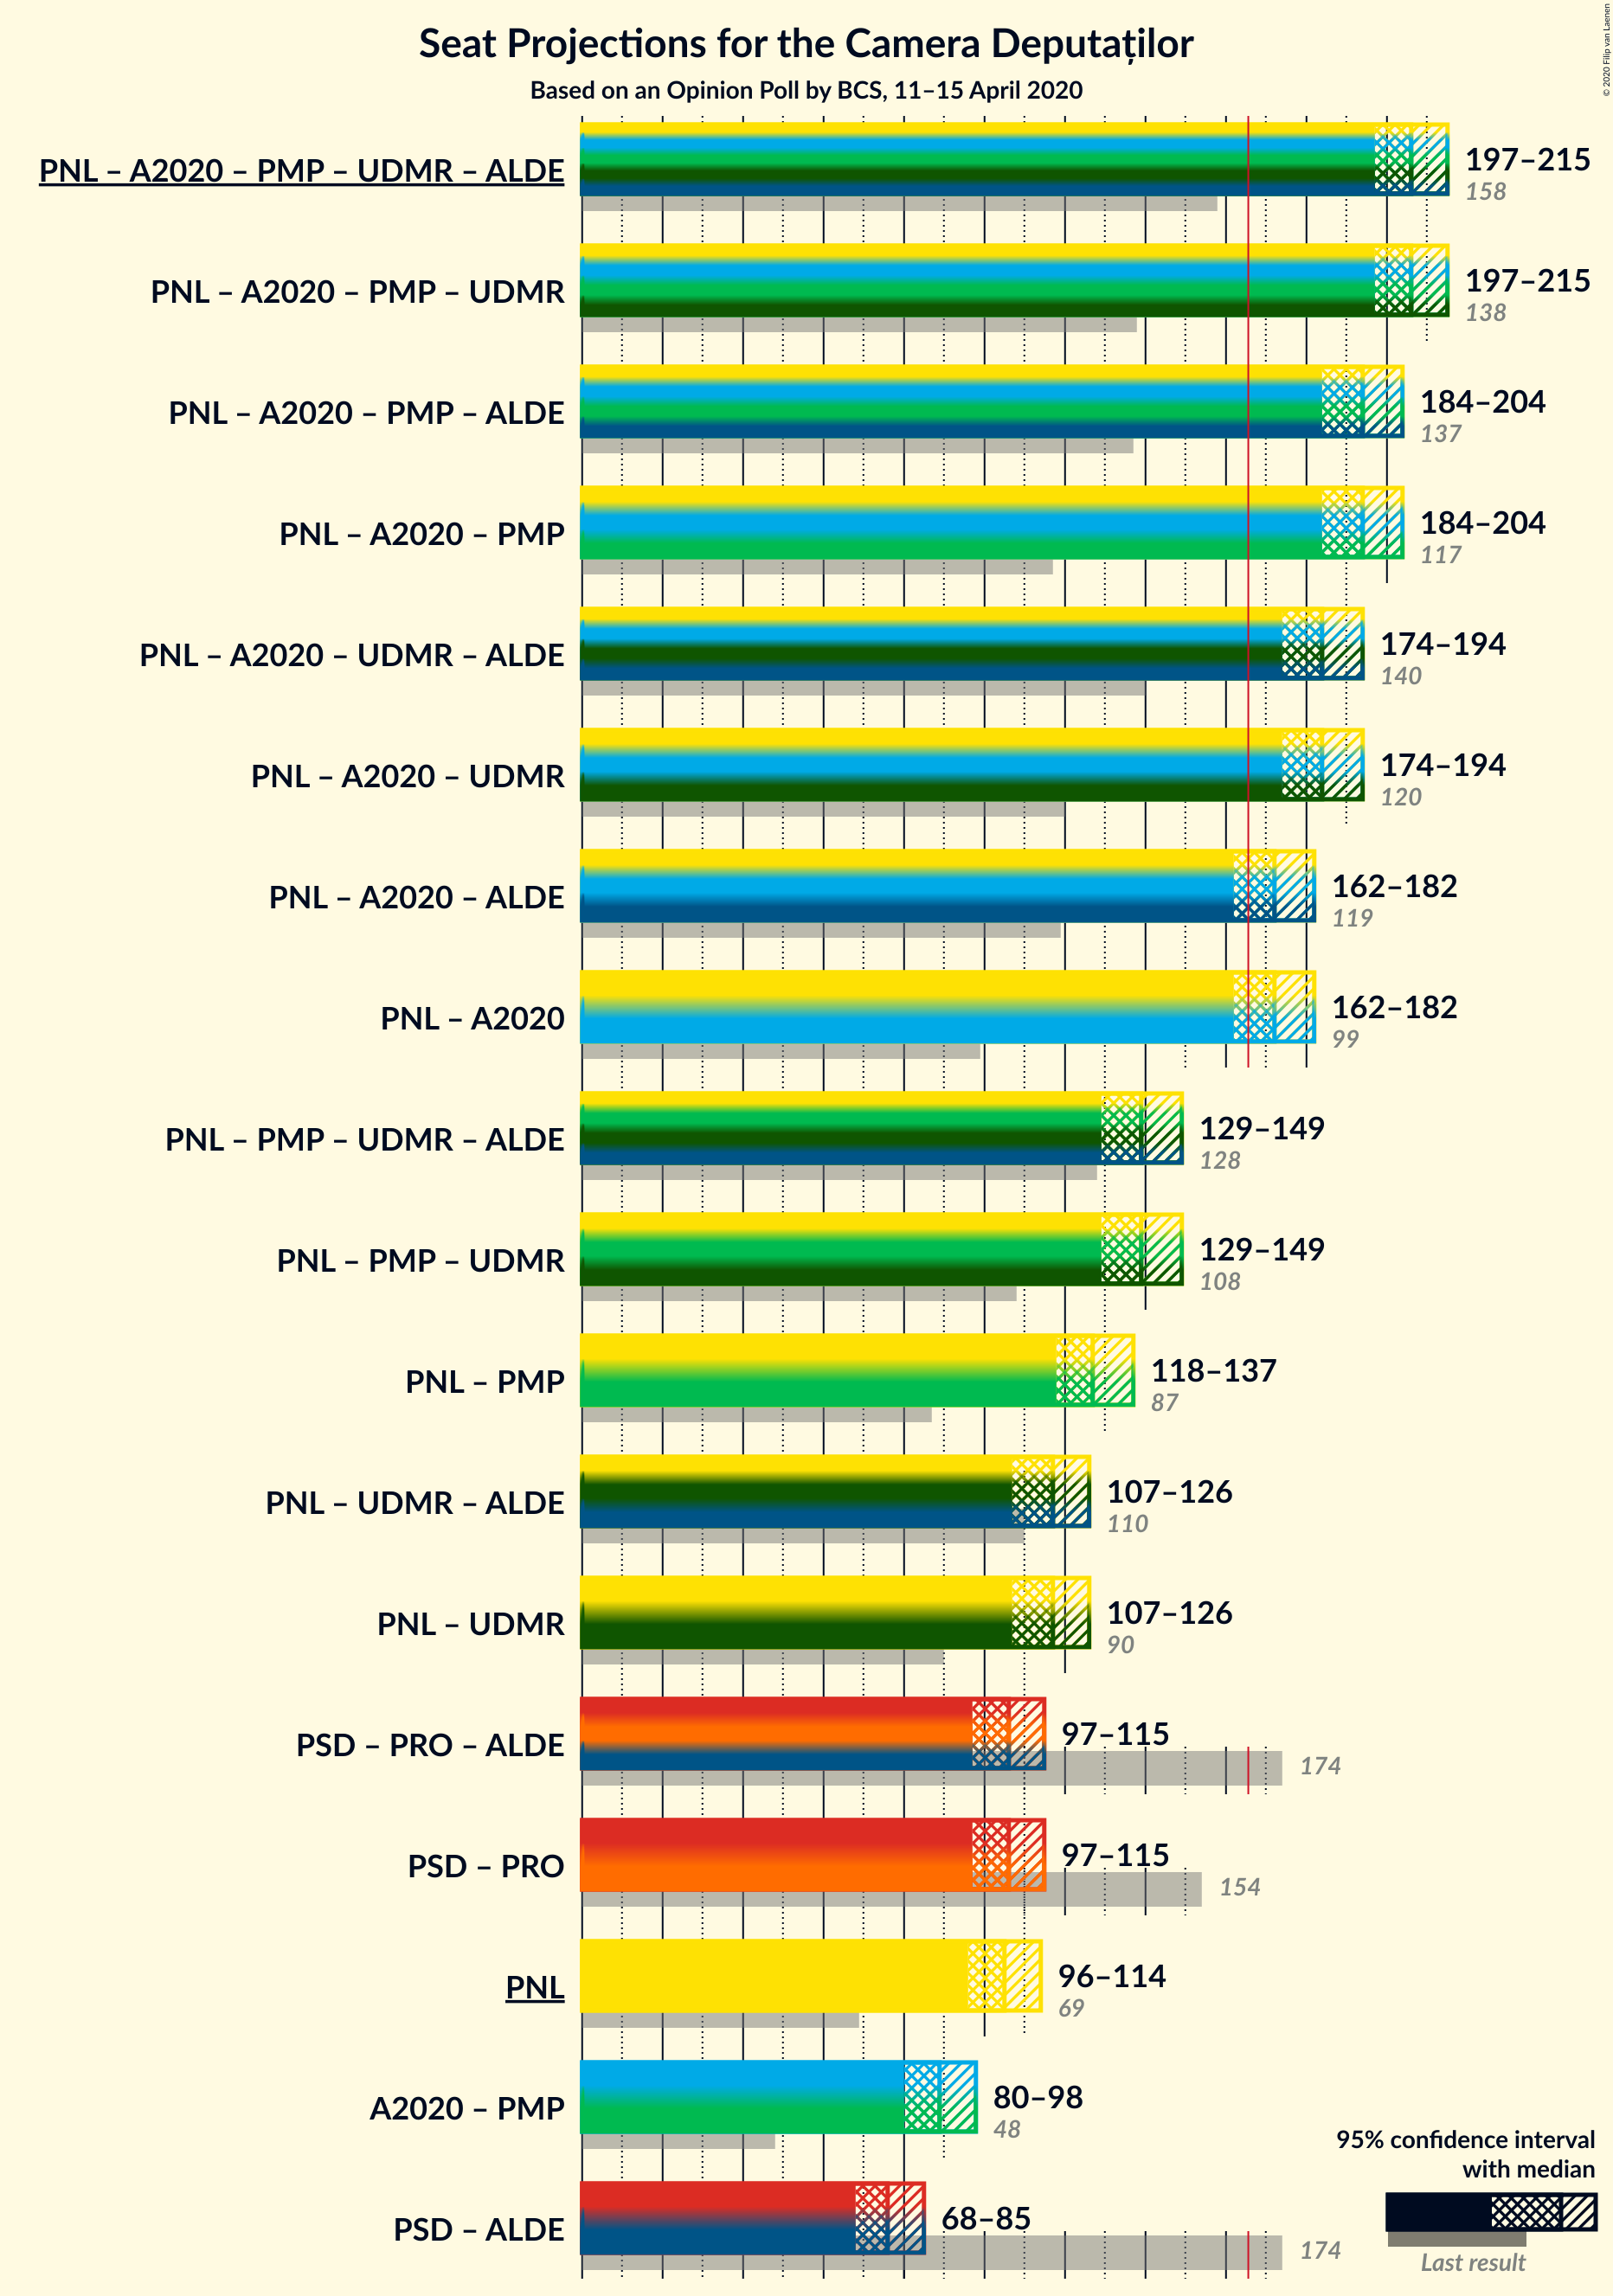 © 2020 Filip van Laenen
Seat Projections for the Camera Deputaților
Based on an Opinion Poll by BCS, 11–15 April 2020
PNL – A2020 – PMP – UDMR – ALDE
197–215
158
PNL – A2020 – PMP – UDMR
197–215
138
PNL – A2020 – PMP – ALDE
184–204
137
PNL – A2020 – PMP
184–204
117
PNL – A2020 – UDMR – ALDE
174–194
140
PNL – A2020 – UDMR
174–194
120
PNL – A2020 – ALDE
162–182
119
PNL – A2020
162–182
99
PNL – PMP – UDMR – ALDE
129–149
128
PNL – PMP – UDMR
129–149
108
PNL – PMP
118–137
87
PNL – UDMR – ALDE
107–126
110
PNL – UDMR
107–126
90
PSD – PRO – ALDE
97–115
174
PSD – PRO
97–115
154
PNL
96–114
69
A2020 – PMP
80–98
48
PSD – ALDE
68–85
174
95% confidence interval
with median
Last result